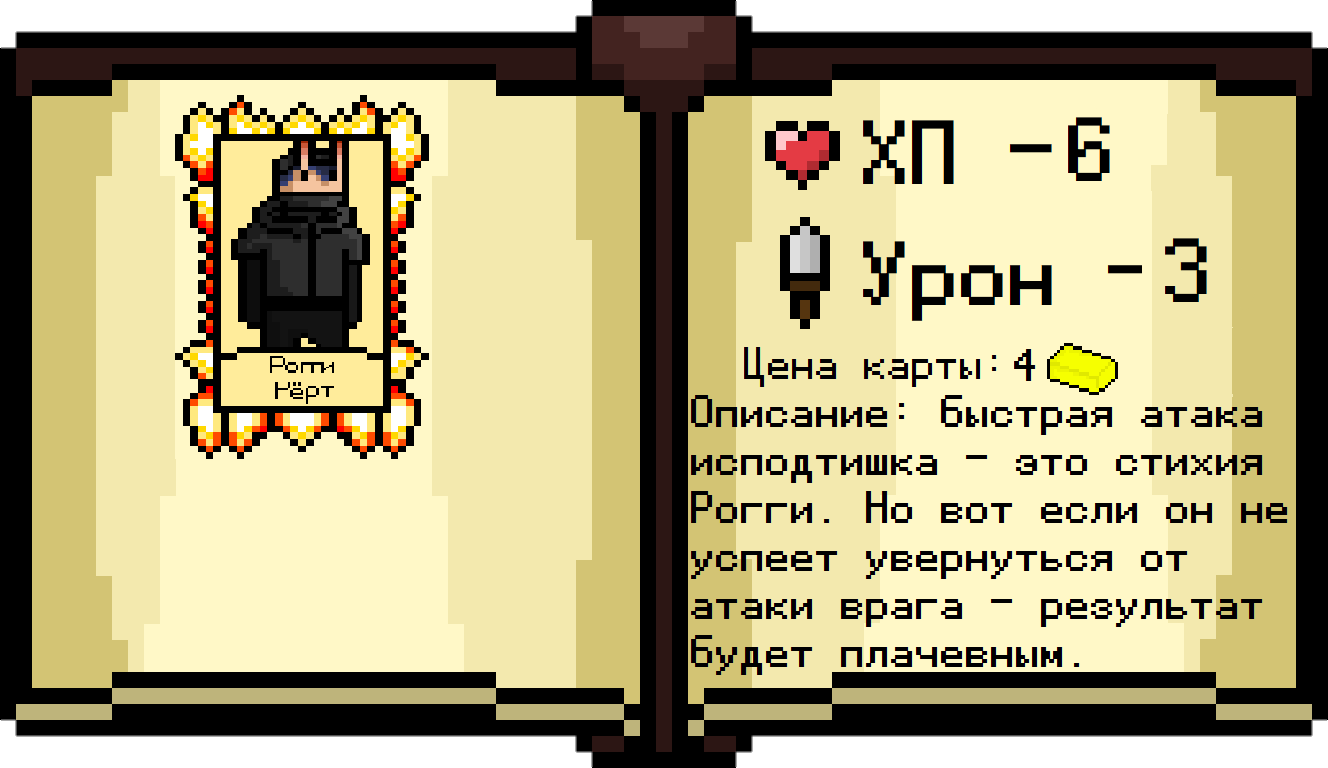 Рогги
Кёрт
ХП -6
Урон -3
Цена карты: 4
Описание: быстрая атака
исподтишка - это стихия
Рогги. Но вот если он не
успеет увернуться от
атаки врага - результат
будет плачевным.